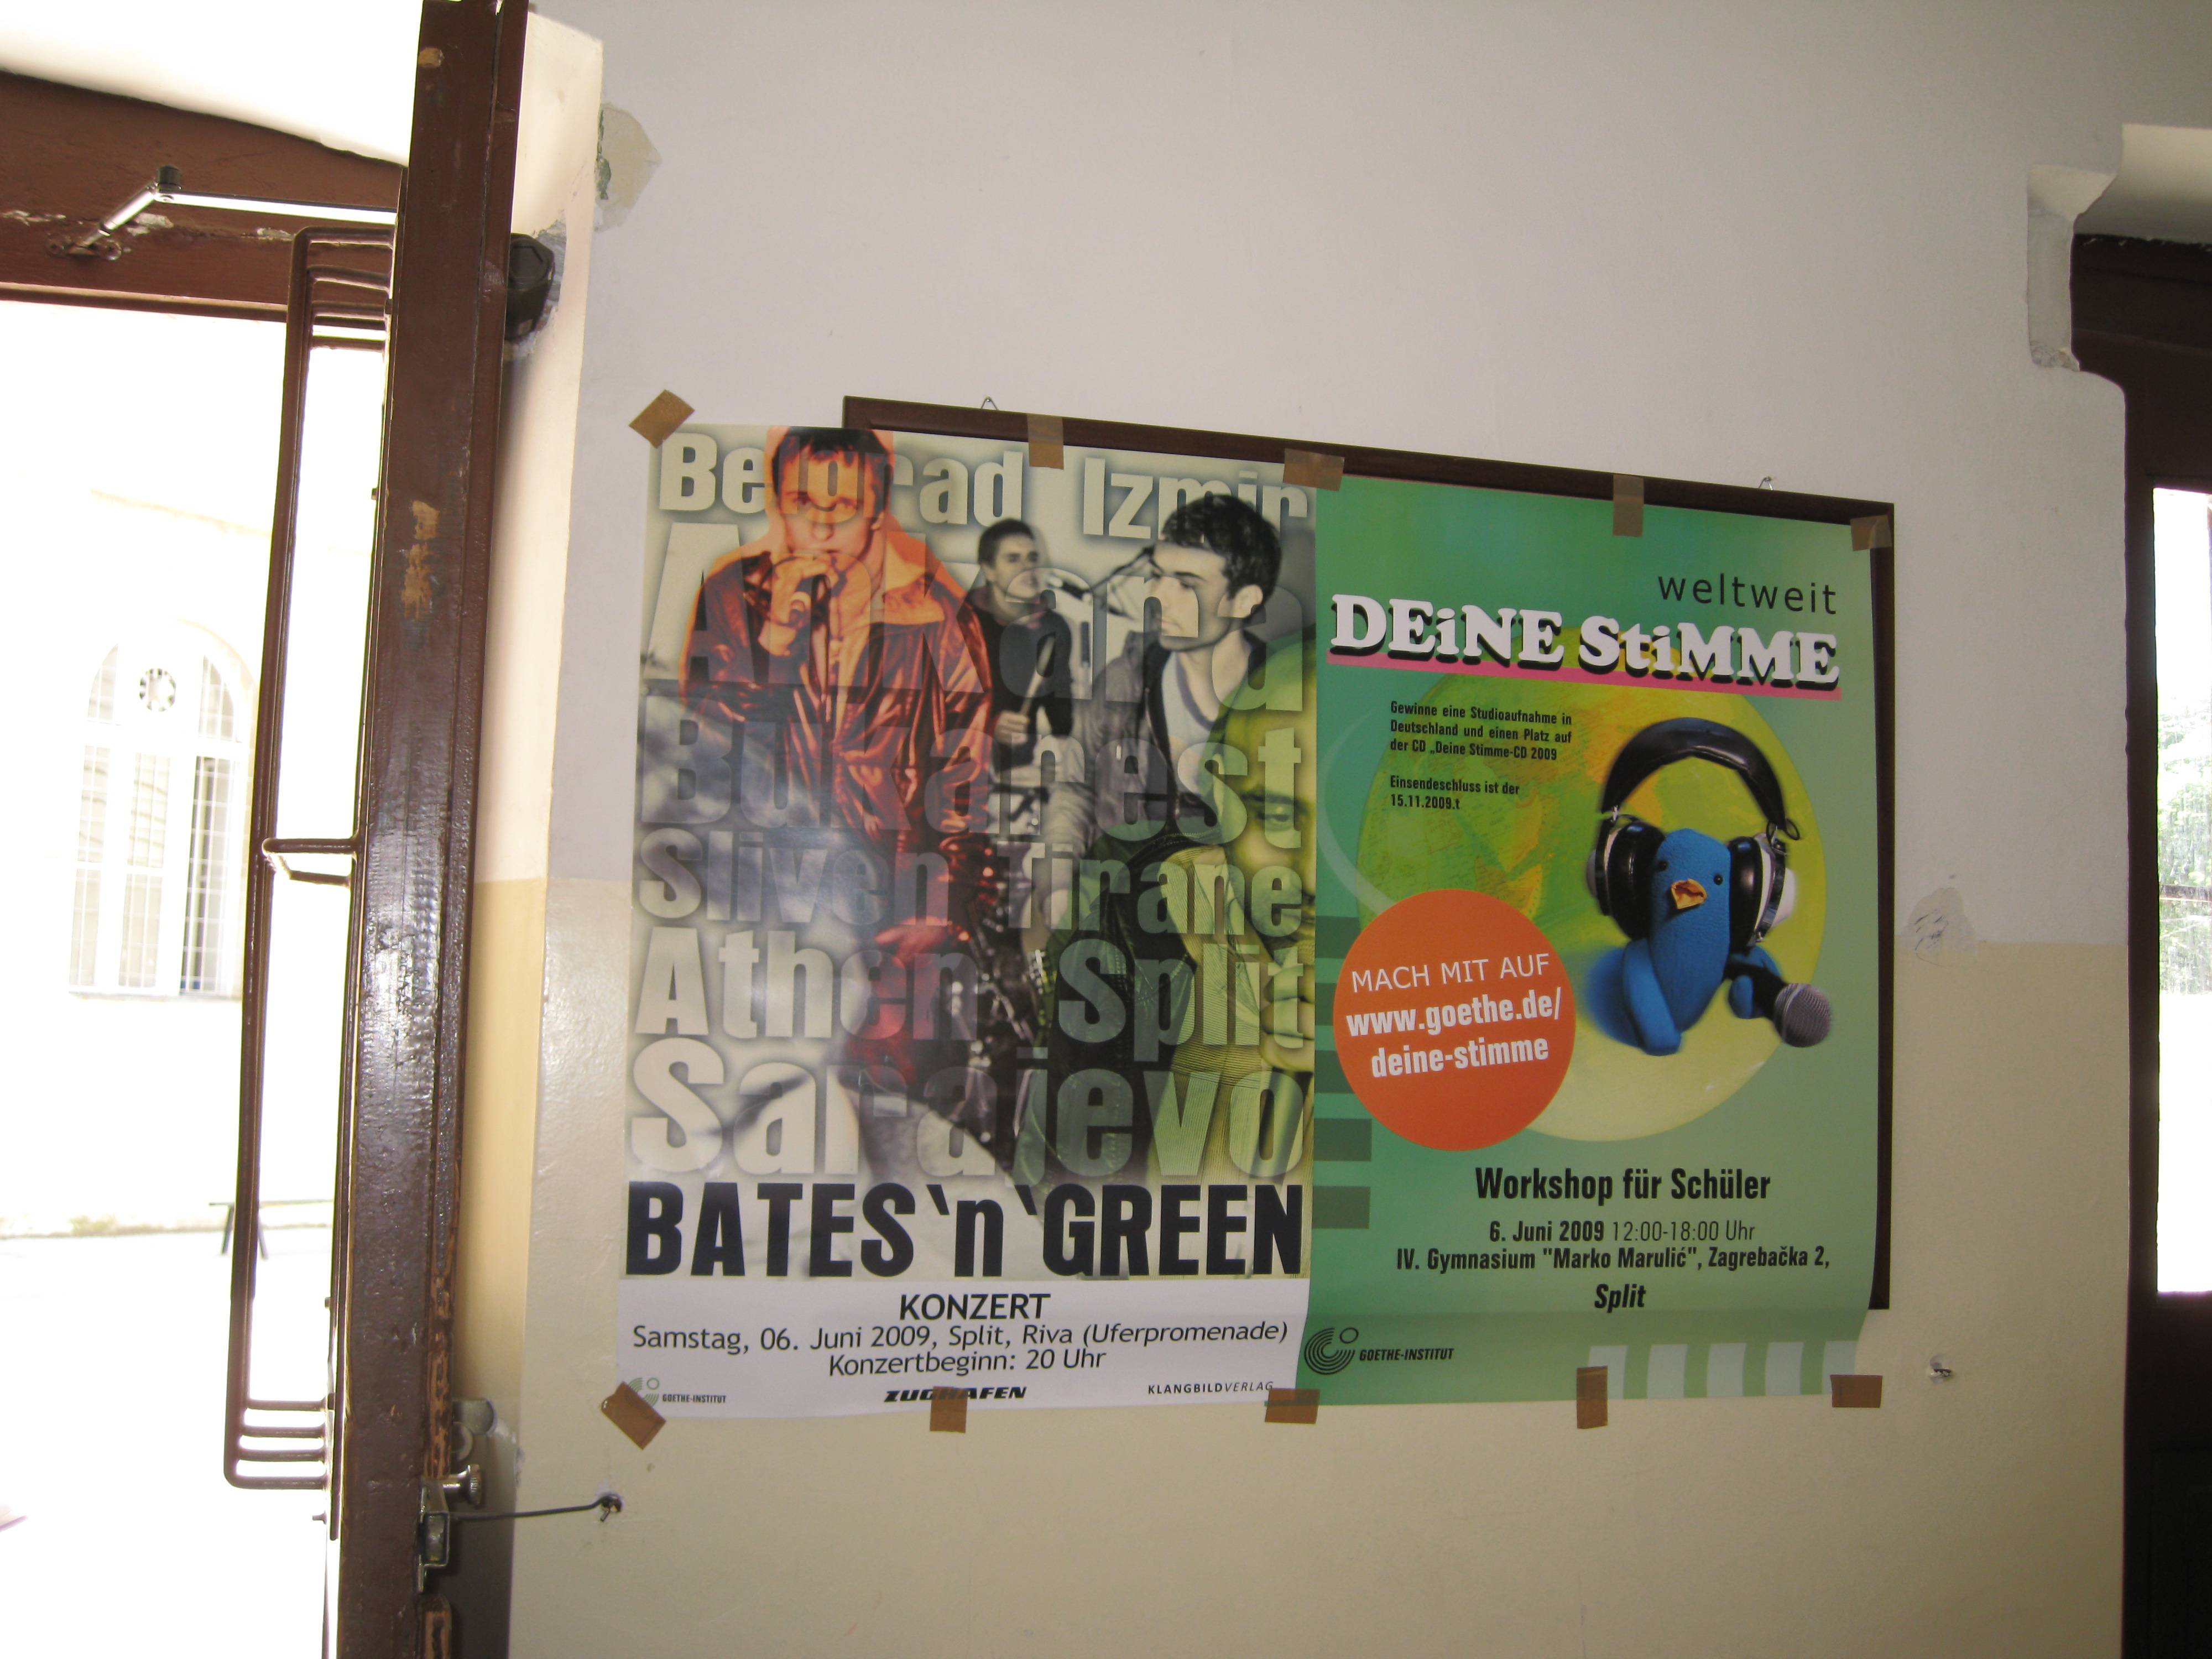 Belgrad Izmir
Ankara
Bukarest
Sliven Tirane
Athen Split
Sarajevo
BATES 'n 'GREEN
KONZERT
Samstag, 06. Juni 2009, Split, Riva (Uferpromenade)
Konzertbeginn: 20 Uhr
GOETHE-INSTITUT
ZUGHAFEN
KLANGBILDVERLAG
weltweit
DEiNE StiMME
Gewinne eine Studioaufnahme in
Deutschland und einen Platz auf
der CD „Deine Stimme-CD 2009
Einsendeschluss ist der
15.11.2009.t
MACH MIT AUF
www.goethe.de/
deine-stimme
Workshop für Schüler
6. Juni 2009 12:00-18:00 Uhr
IV. Gymnasium "Marko Marulić", Zagrebačka 2,
Split
GOETHE-INSTITUT